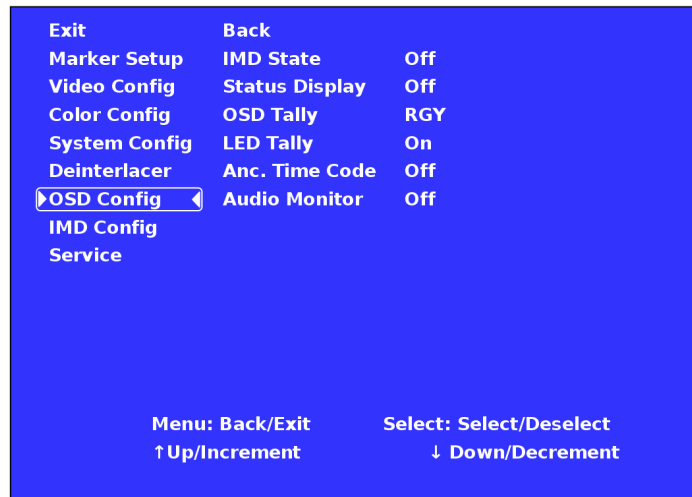 Exit Back
Marker Setup IMD State Off
Video Config Status Display Off
Color Config OSD Tally RGY
System Config LED Tally On
Deinterlacer Anc. Time Code Off
OSD Config Audio Monitor Off
IMD Config
Service
Menu: Back/Exit Select: Select/Deselect
↑Up/Increment ↓ Down/Decrement